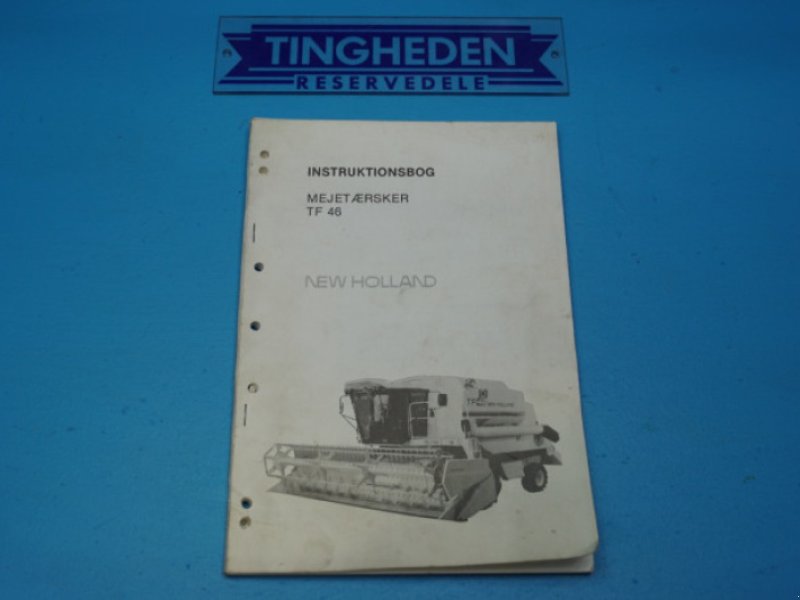 TINGHEDEN
RESERVEDELE
INSTRUKTIONSBOG
MEJETÆRSKER
TF 46
NEW HOLLAND